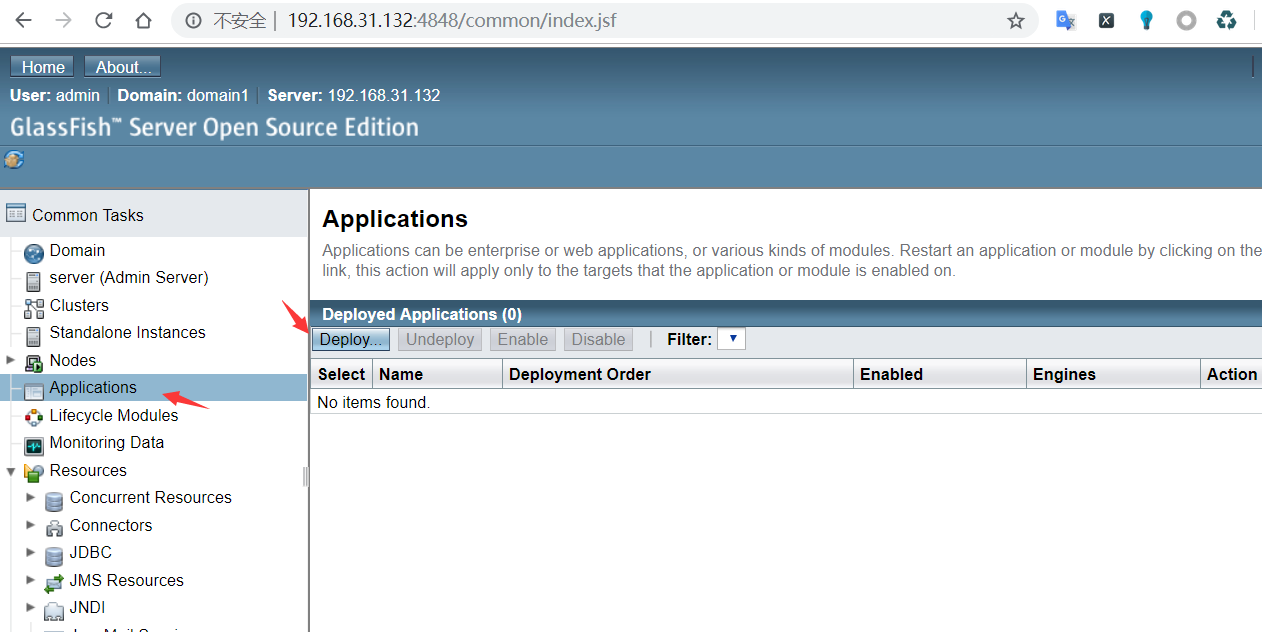 不安全 | 192.168.31.132:4848/common/index.jsf
Home About...
User: admin Domain: domain1 Server: 192.168.31.132
GlassFish™ Server Open Source Edition
Common Tasks
Domain
server (Admin Server)
Clusters
Standalone Instances
Nodes
Applications
Lifecycle Modules
Monitoring Data
Resources
Concurrent Resources
Connectors
JDBC
JMS Resources
JNDI
Applications
Applications can be enterprise or web applications, or various kinds of modules. Restart an application or module by clicking on the
link, this action will apply only to the targets that the application or module is enabled on.
Deployed Applications (0)
Deploy... Undeploy Enable Disable | Filter:
Select Name Deployment Order Enabled Engines Action
No items found.